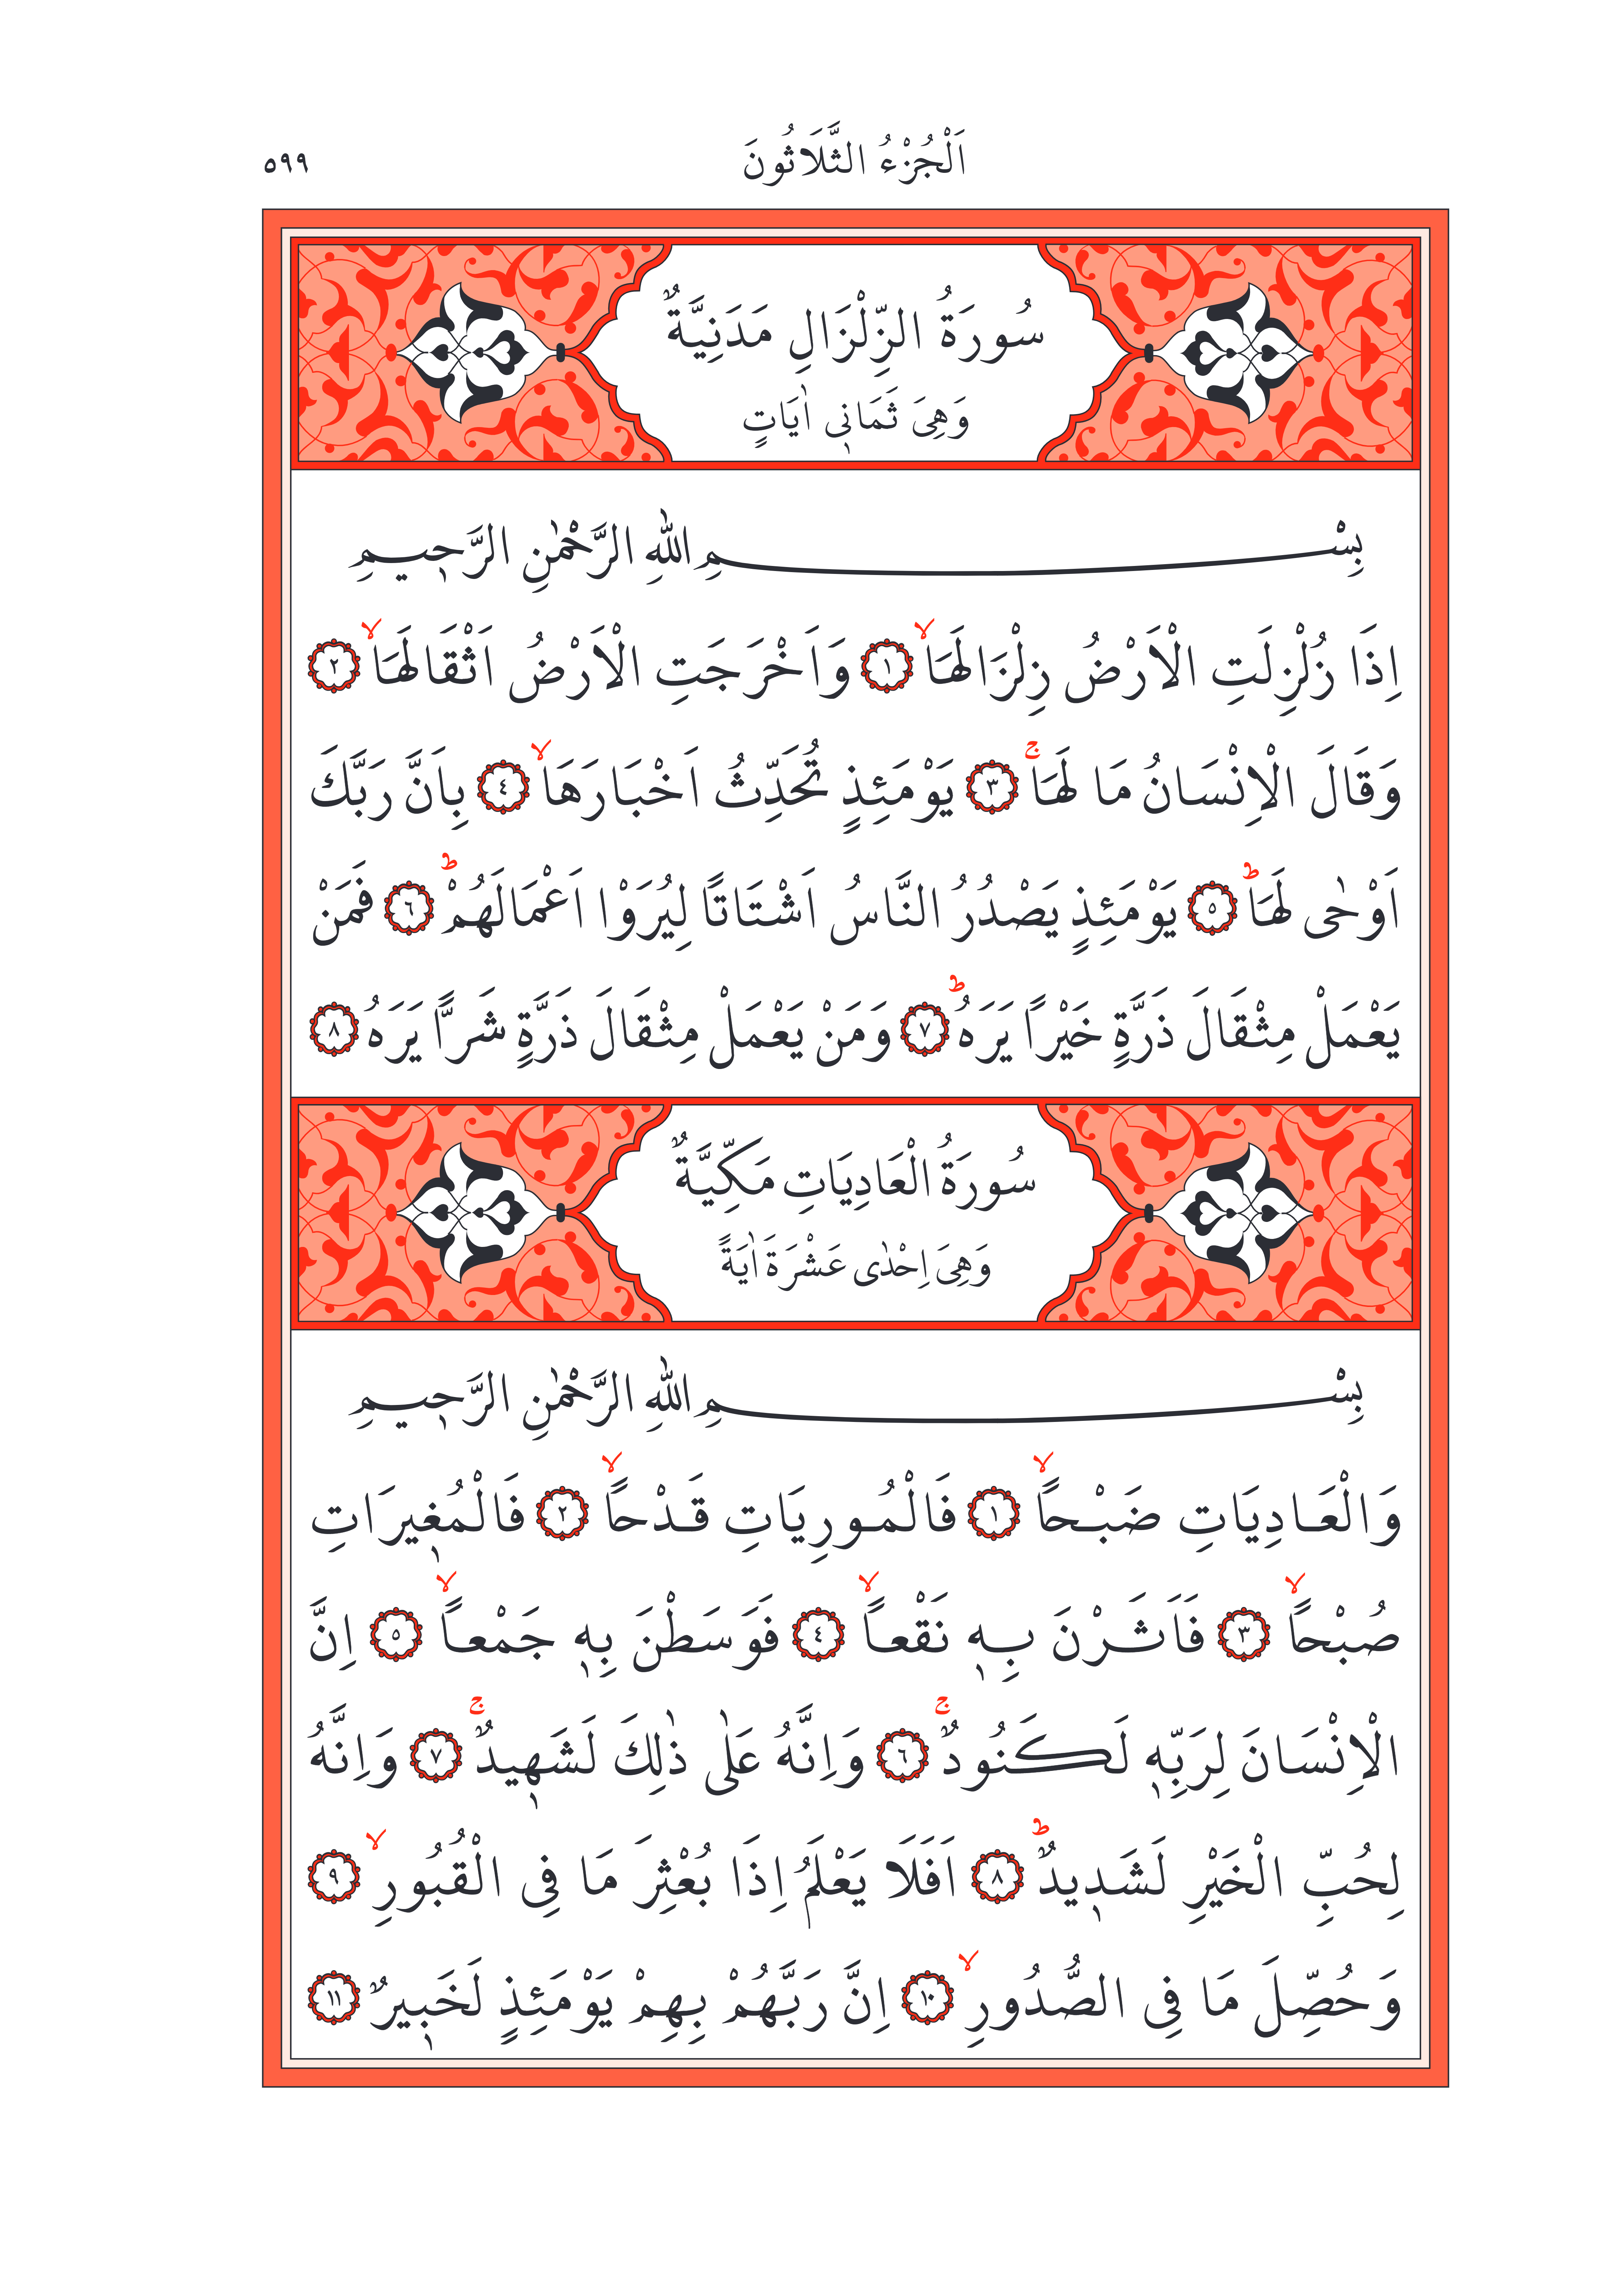 اَلْجُزْءُ الثَّلَاثُونَ ٥٩٩
سُورَةُ الزِّلْزَالِ مَدَنِيَّةٌ
وَهِىَ ثَمَانٖى اٰيَاتٍ
بِسْمِ اللّٰهِ الرَّحْمٰنِ الرَّحٖيمِ
اِذَا زُلْزِلَتِ الْاَرْضُ زِلْزَالَهَاۙ ١ وَاَخْرَجَتِ الْاَرْضُ اَثْقَالَهَاۙ ٢
وَقَالَ الْاِنْسَانُ مَا لَهَاۚ ٣ يَوْمَئِذٍ تُحَدِّثُ اَخْبَارَهَاۙ ٤ بِاَنَّ رَبَّكَ
اَوْحٰى لَهَاؕ ٥ يَوْمَئِذٍ يَصْدُرُ النَّاسُ اَشْتَاتًا لِيُرَوْا اَعْمَالَهُمْؕ ٦ فَمَنْ
يَعْمَلْ مِثْقَالَ ذَرَّةٍ خَيْرًا يَرَهُؕ ٧ وَمَنْ يَعْمَلْ مِثْقَالَ ذَرَّةٍ شَرًّا يَرَهُ ٨
سُورَةُ الْعَادِيَاتِ مَكِّيَّةٌ
وَهِىَ اِحْدٰى عَشْرَةَ اٰيَةً
بِسْمِ اللّٰهِ الرَّحْمٰنِ الرَّحٖيمِ
وَالْعَادِيَاتِ ضَبْحًاۙ ١ فَالْمُورِيَاتِ قَدْحًاۙ ٢ فَالْمُغٖيرَاتِ
صُبْحًاۙ ٣ فَاَثَرْنَ بِهٖ نَقْعًاۙ ٤ فَوَسَطْنَ بِهٖ جَمْعًاۙ ٥ اِنَّ
الْاِنْسَانَ لِرَبِّهٖ لَكَنُودٌۚ ٦ وَاِنَّهُ عَلٰى ذٰلِكَ لَشَهٖيدٌۚ ٧ وَاِنَّهُ
لِحُبِّ الْخَيْرِ لَشَدٖيدٌؕ ٨ اَفَلَا يَعْلَمُ اِذَا بُعْثِرَ مَا فِى الْقُبُورِۙ ٩
وَحُصِّلَ مَا فِى الصُّدُورِۙ ١٠ اِنَّ رَبَّهُمْ بِهِمْ يَوْمَئِذٍ لَخَبٖيرٌ ١١